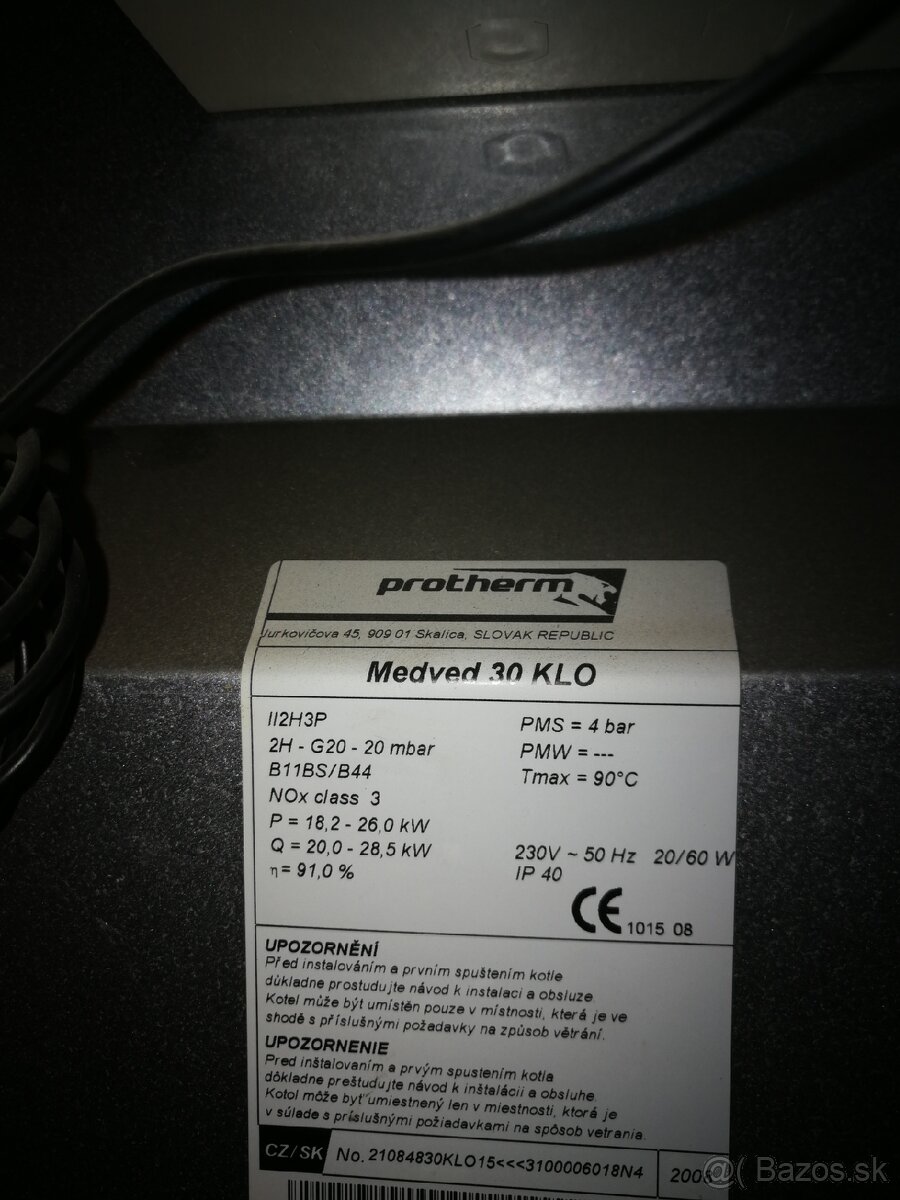 protherm
Jurkovičova 45, 909 01 Skalica, SLOVAK REPUBLIC
Medved 30 KLO
II2H3P
2H - G20 - 20 mbar
B11BS/B44
NOx class 3
P = 18,2 - 26,0 kW
Q = 20,0 - 28,5 kW
η = 91,0 %
PMS = 4 bar
PMW = ---
Tmax = 90°C
230V ~ 50 Hz 20/60 W
IP 40
CE 1015 08
UPOZORNĚNÍ
Před instalováním a prvním spuštením kotle
důkladne prostudujte návod k instalaci a obsluze.
Kotel může být umístěn pouze v místnosti, která je ve
shodě s příslušnými požadavky na způsob větrání.
UPOZORNENIE
Pred inštalovaním a prvým spustením kotla
dôkladne preštudujte návod k inštalácii a obsluhe.
Kotol môže byť umiestnený len v miestnosti, ktorá je
v súlade s príslušnými požiadavkami na spôsob vetrania.
CZ/SK No. 21084830KLO15<<<3100006018N4 2008
@( Bazos.sk